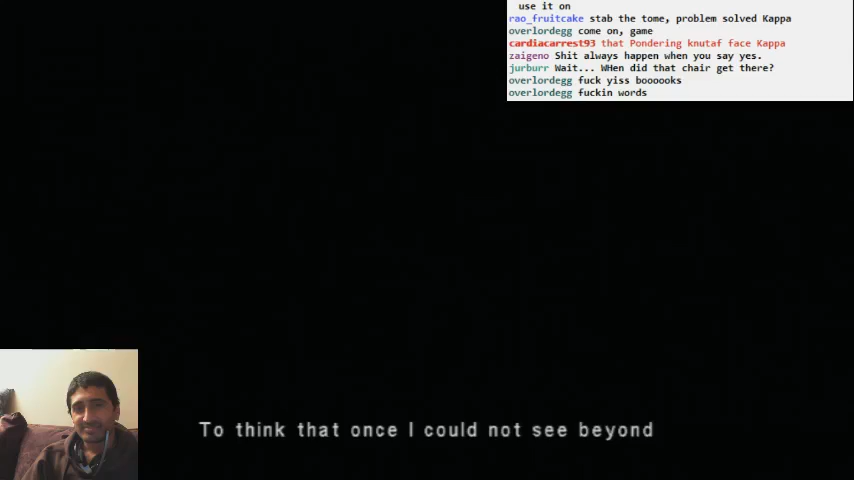 use it on
rao_fruitcake stab the tome, problem solved Kappa
overlordegg come on, game
cardiacarrest93 that Pondering knutaf face Kappa
zaigeno Shit always happen when you say yes.
jurburr Wait... WHen did that chair get there?
overlordegg fuck yiss boooooks
overlordegg fuckin words
To think that once I could not see beyond